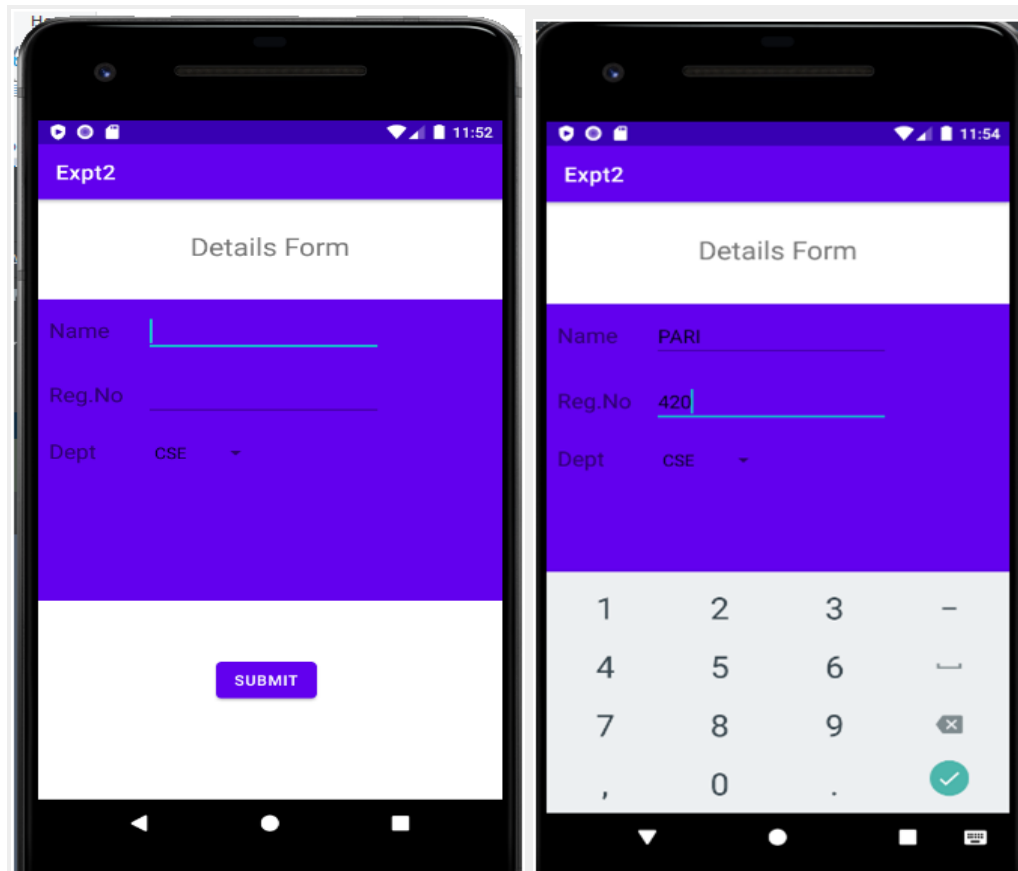 11:52
Expt2
Details Form
Name
Reg.No
Dept CSE
SUBMIT
11:54
Expt2
Details Form
Name PARI
Reg.No 420
Dept CSE
1 2 3 –
4 5 6
7 8 9
, 0 .